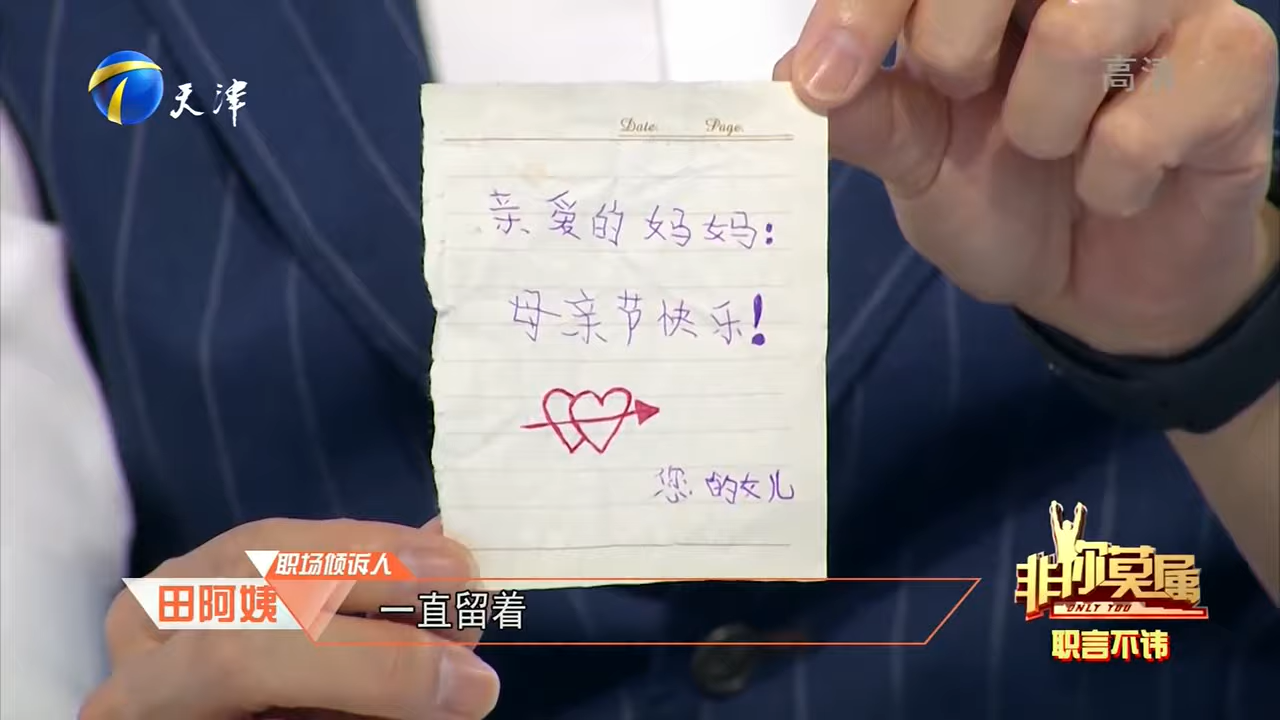 天津
高清
Date: Page:
亲爱的妈妈:
母亲节快乐!
您的女儿
职场倾诉人
田阿姨
一直留着
非你莫属
ONLY YOU
职言不讳